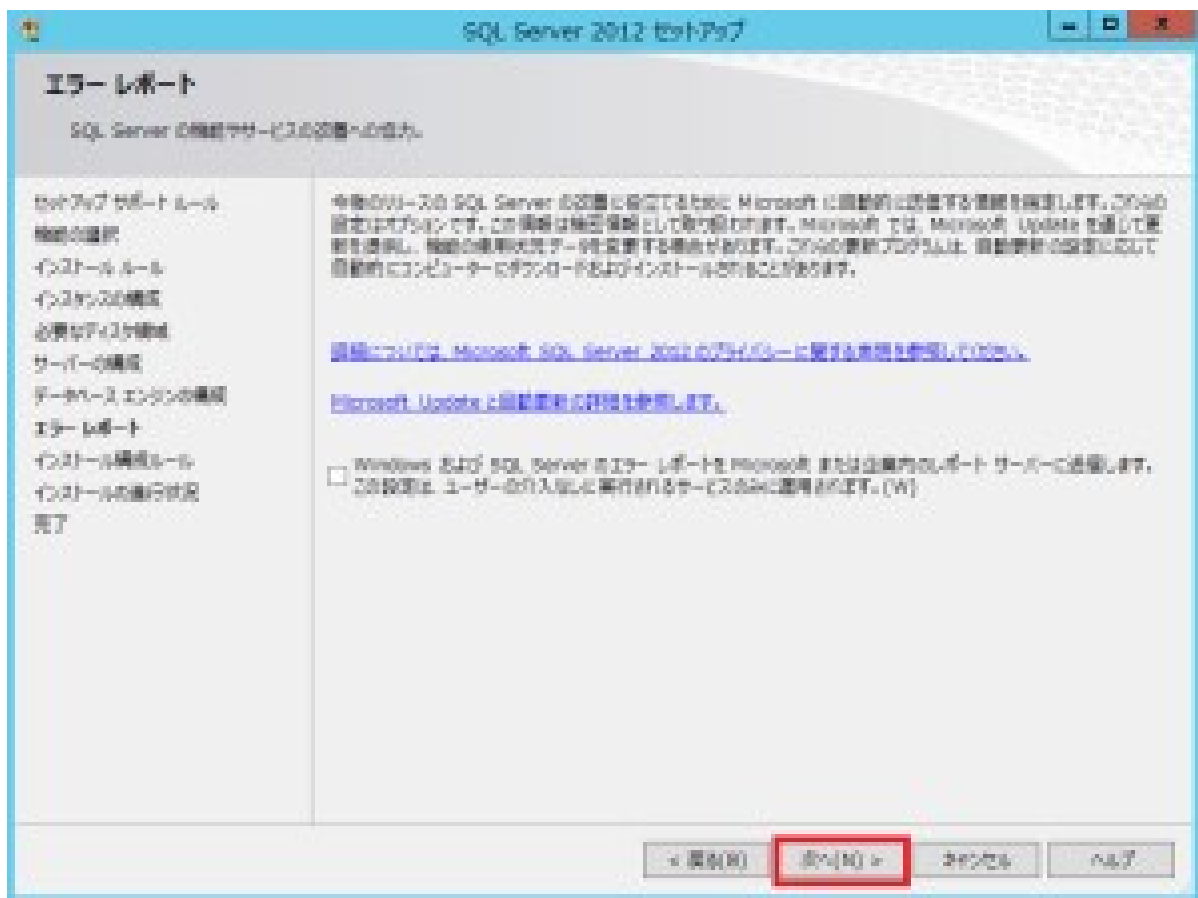 SQL Server 2012 セットアップ
エラー レポート
SQL Server の機能やサービスの改善への協力。
セットアップ サポート ルール
機能の選択
インストール ルール
インスタンスの構成
必要なディスク領域
サーバーの構成
データベース エンジンの構成
エラー レポート
インストール構成ルール
インストールの進行状況
完了
今後のリリースの SQL Server の改善に役立てるために Microsoft に自動的に送信する情報を指定します。これらの
設定はオプションです。この情報は機密情報として取り扱われます。Microsoft では、Microsoft Update を通じて更
新を提供し、機能の使用状況データを変更する場合があります。これらの更新プログラムは、自動更新の設定に応じて
自動的にコンピューターにダウンロードおよびインストールされることがあります。
詳細については、Microsoft SQL Server 2012 のプライバシーに関する声明を参照してください。
Microsoft Update と自動更新の詳細を参照します。
Windows および SQL Server のエラー レポートを Microsoft または企業内のレポート サーバーに送信します。
この設定は、ユーザーの介入なしに実行されるサービスのみに適用されます。(W)
< 戻る(B)
次へ(N) >
キャンセル
ヘルプ